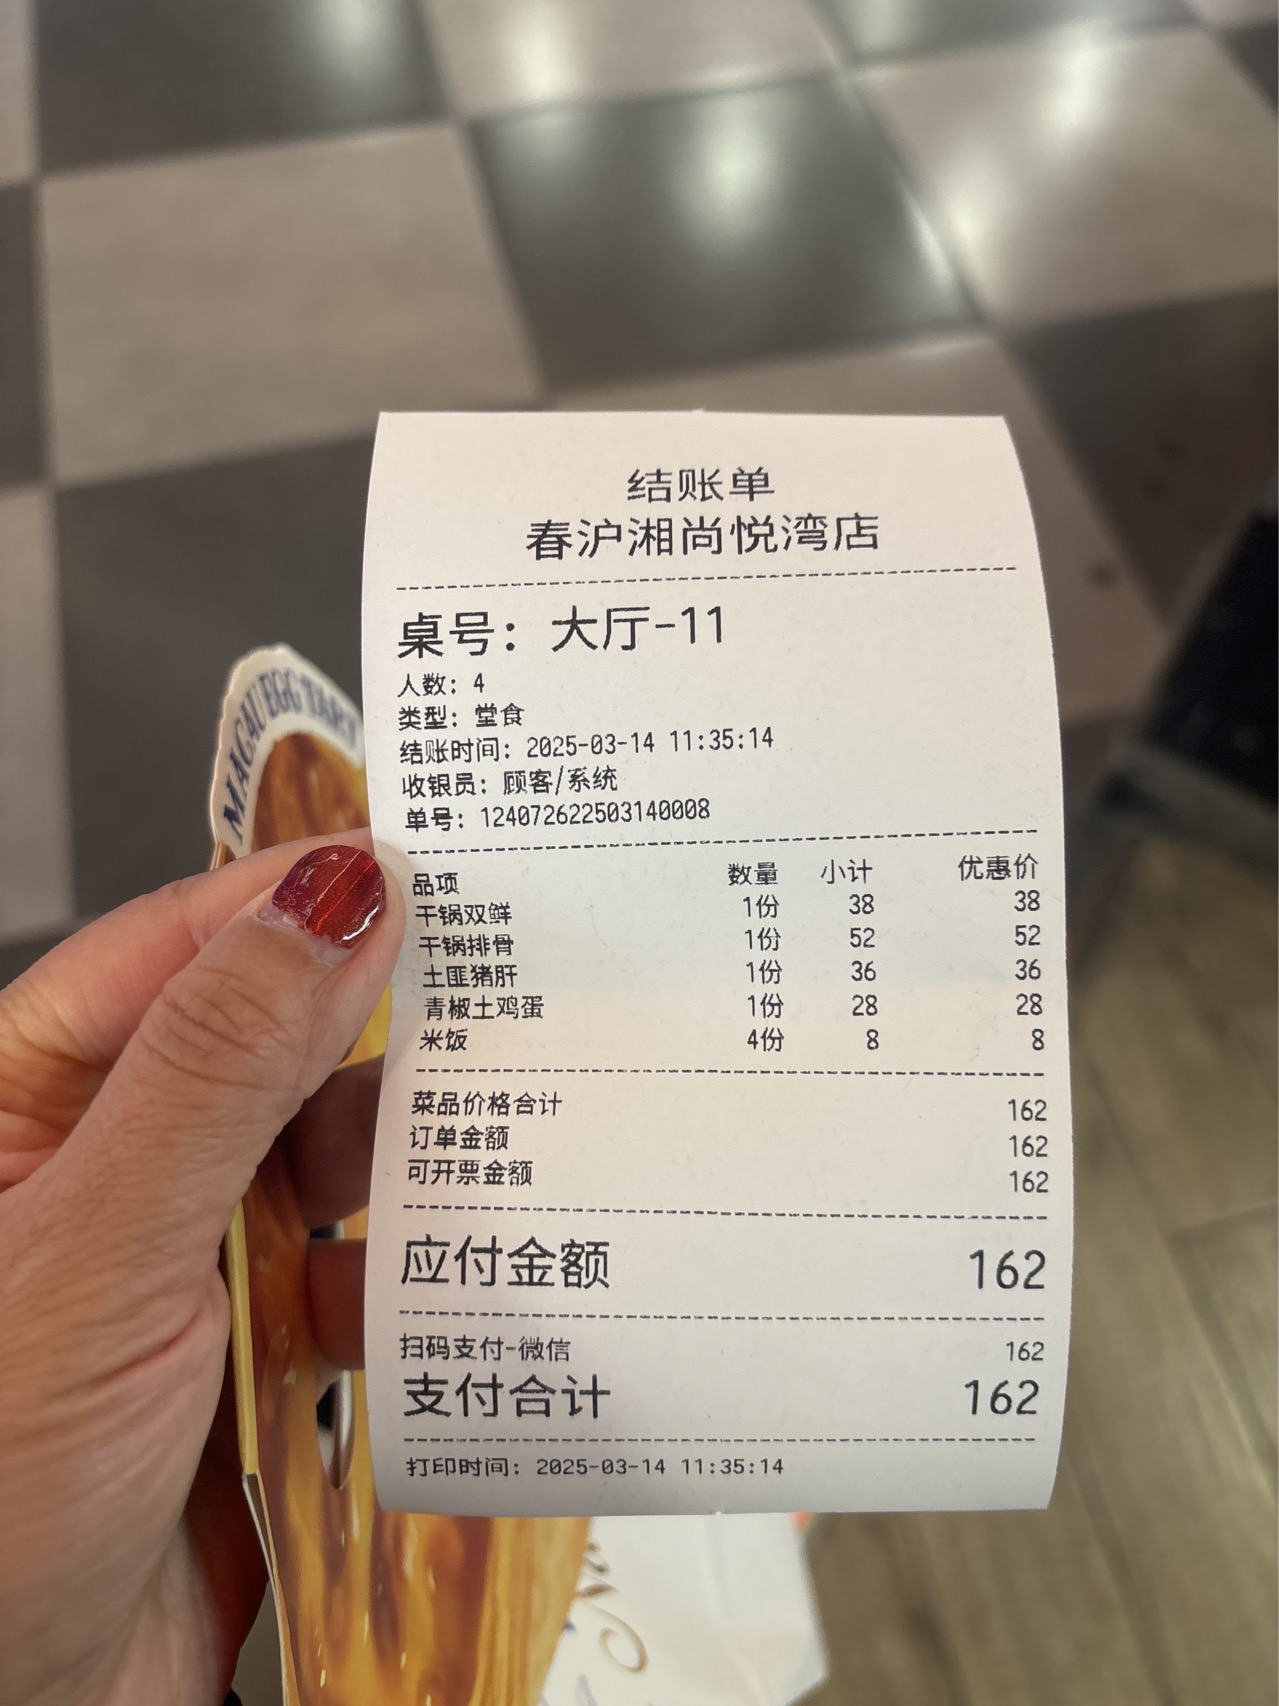 结账单
春沪湘尚悦湾店
桌号：大厅-11
人数：4
类型：堂食
结账时间：2025-03-14 11:35:14
收银员：顾客/系统
单号：124072622503140008
品项 数量 小计 优惠价
干锅双鲜 1份 38 38
干锅排骨 1份 52 52
土匪猪肝 1份 36 36
青椒土鸡蛋 1份 28 28
米饭 4份 8 8
菜品价格合计 162
订单金额 162
可开票金额 162
应付金额 162
扫码支付-微信 162
支付合计 162
打印时间：2025-03-14 11:35:14
MACAU EGG TART